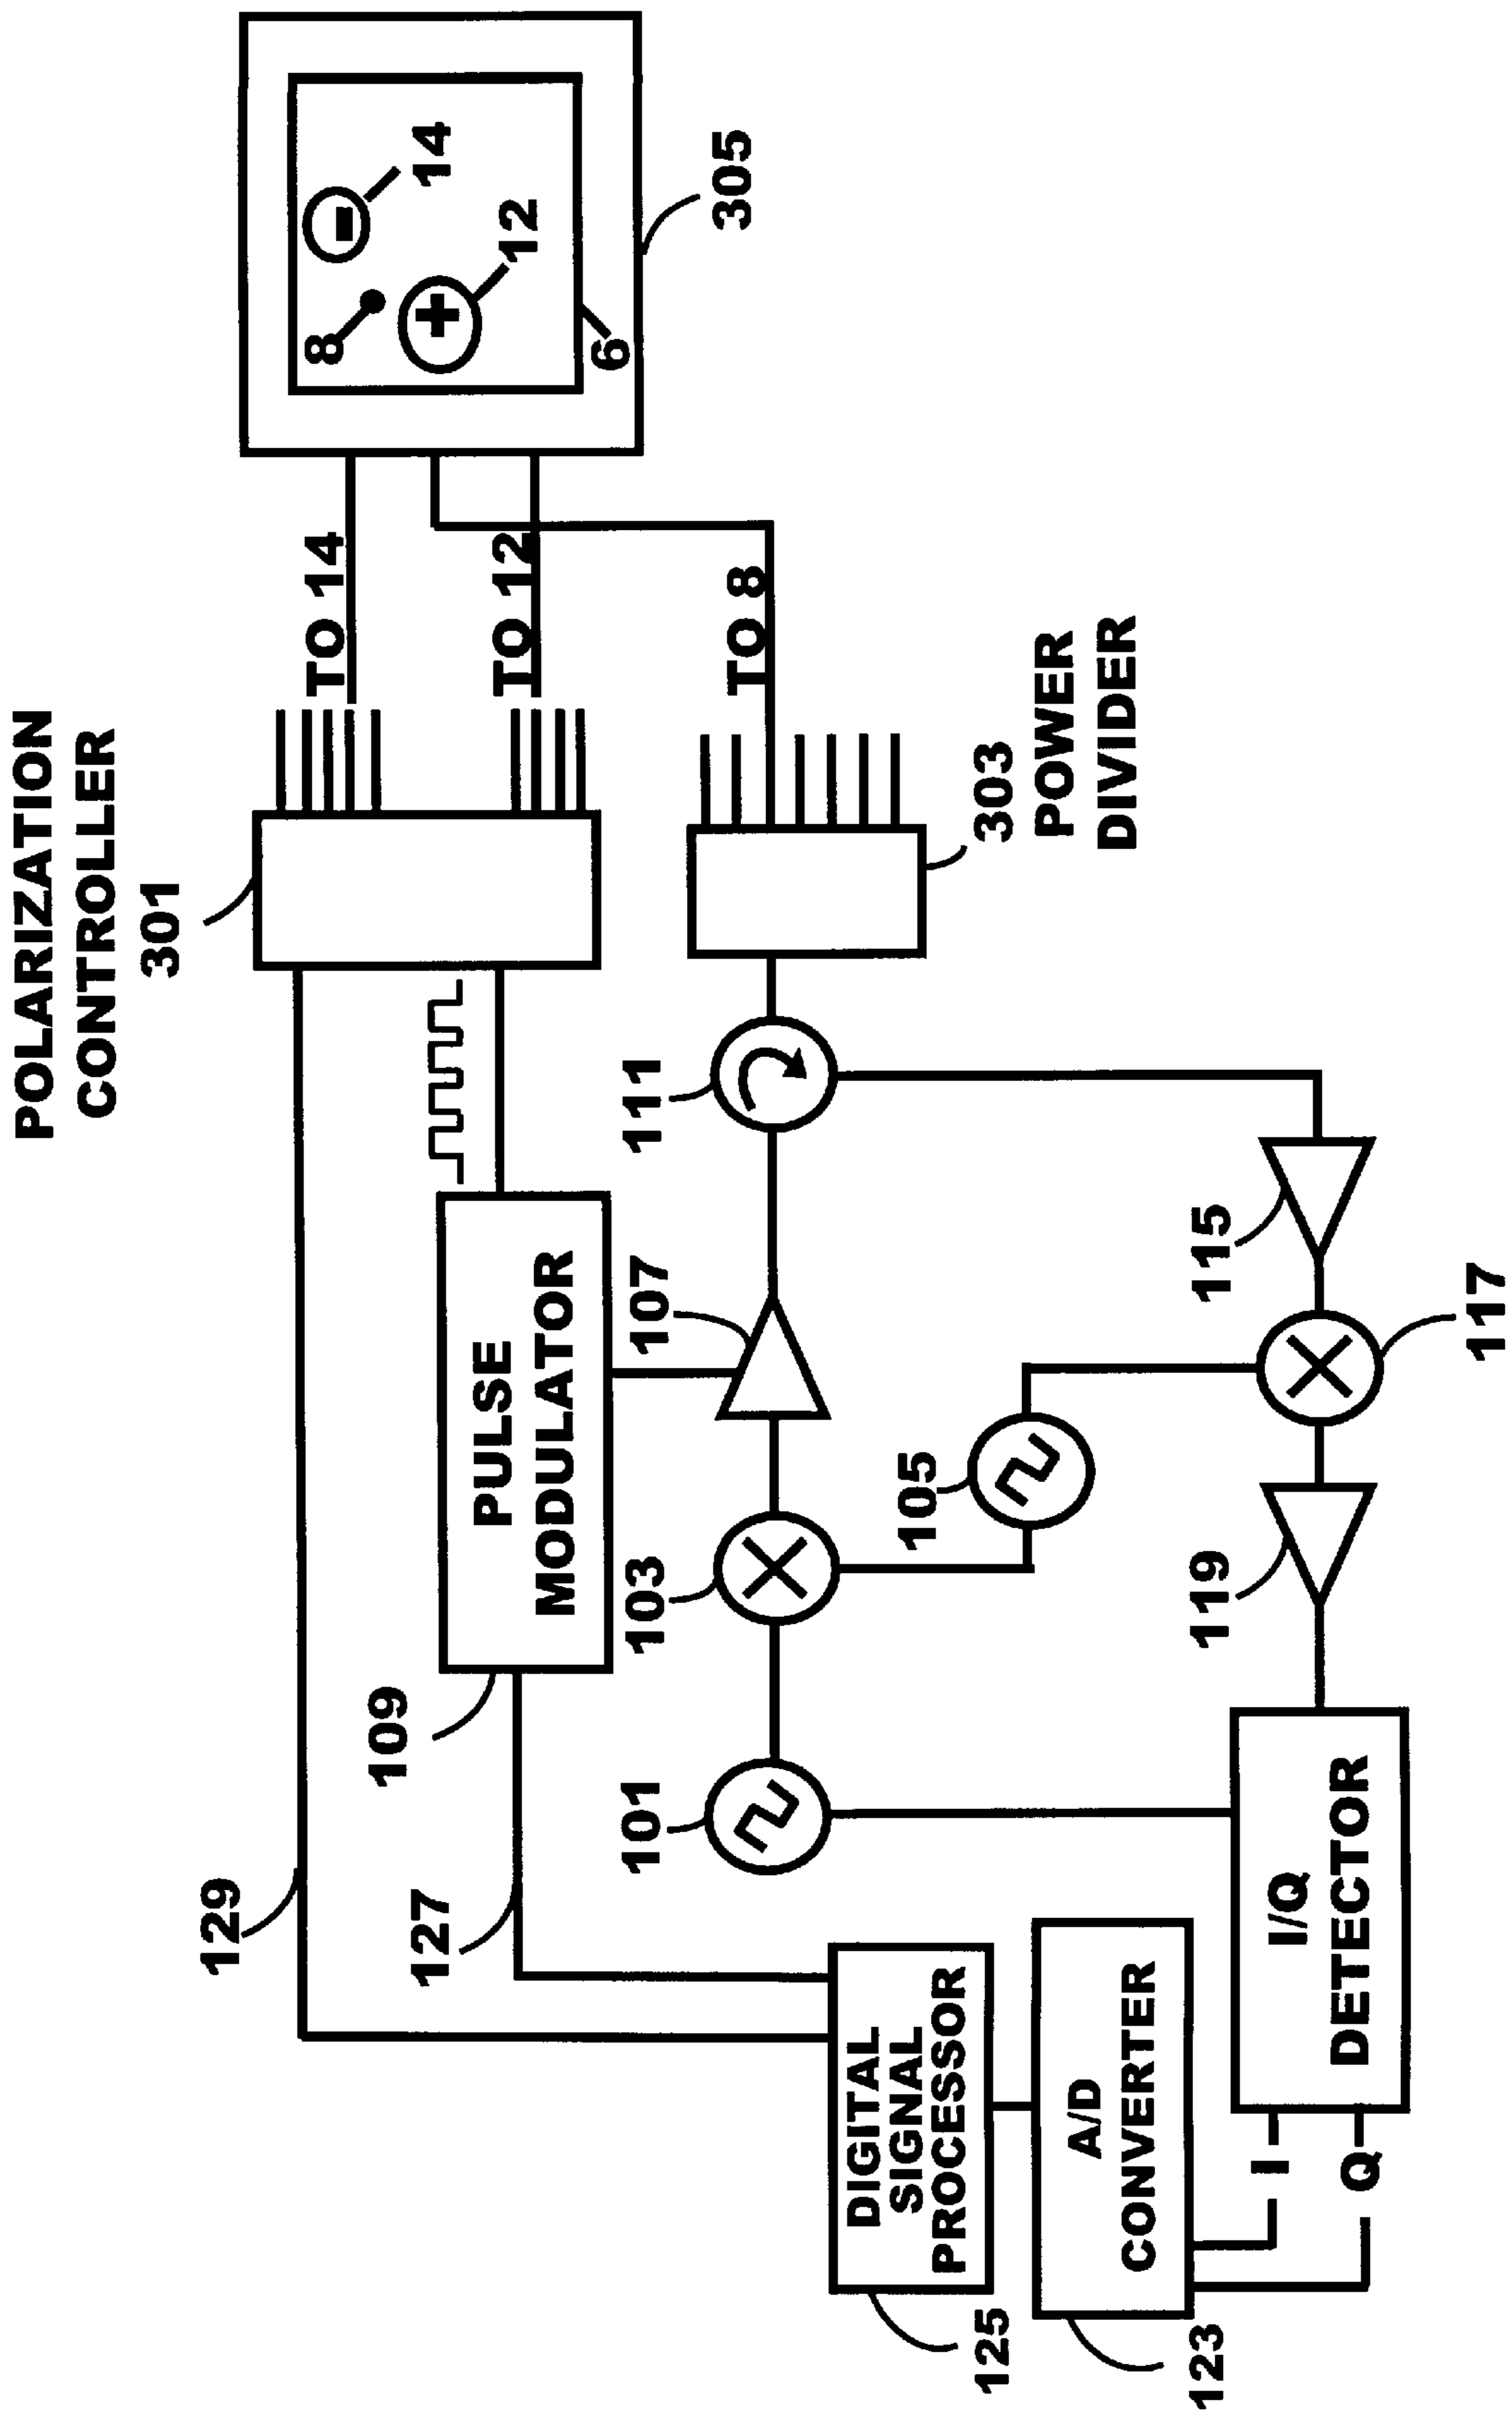 POLARIZATION
CONTROLLER
301
129
127
109
PULSE
MODULATOR
TO 14
TO 12
TO 8
14
8
12
6
305
-
+
101
103
107
111
105
303
POWER
DIVIDER
DIGITAL
SIGNAL
PROCESSOR
125
A/D
CONVERTER
123
I
Q
I/Q
DETECTOR
119
115
117